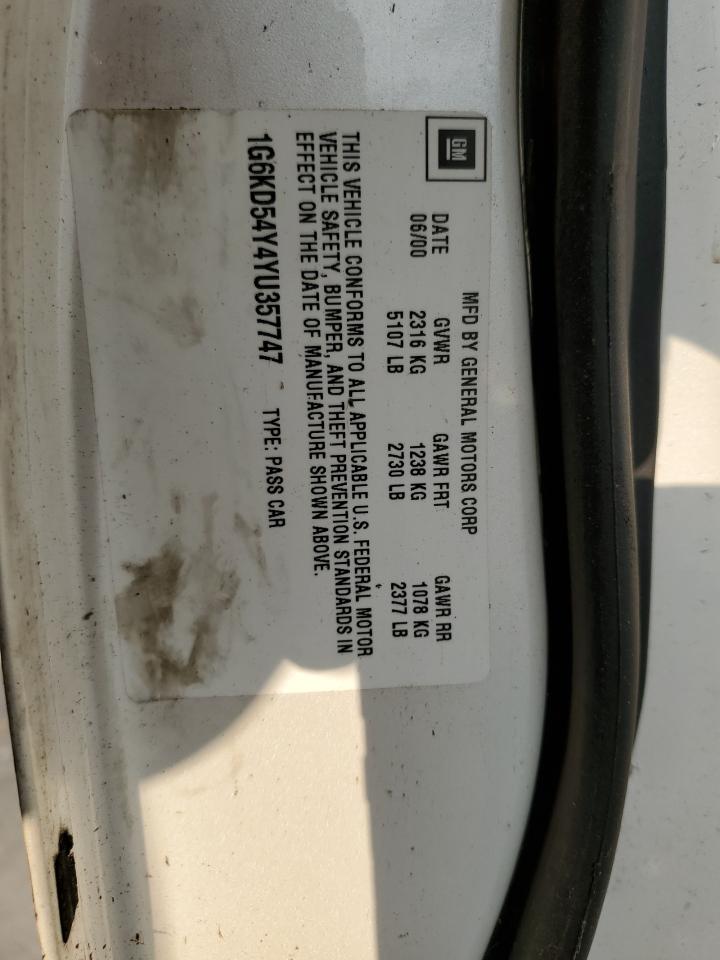 GM
MFD BY GENERAL MOTORS CORP
DATE GVWR GAWR FRT GAWR RR
06/00 2316 KG 1238 KG 1078 KG
5107 LB 2730 LB 2377 LB
THIS VEHICLE CONFORMS TO ALL APPLICABLE U.S. FEDERAL MOTOR
VEHICLE SAFETY, BUMPER, AND THEFT PREVENTION STANDARDS IN
EFFECT ON THE DATE OF MANUFACTURE SHOWN ABOVE.
1G6KD54Y4YU357747 TYPE: PASS CAR